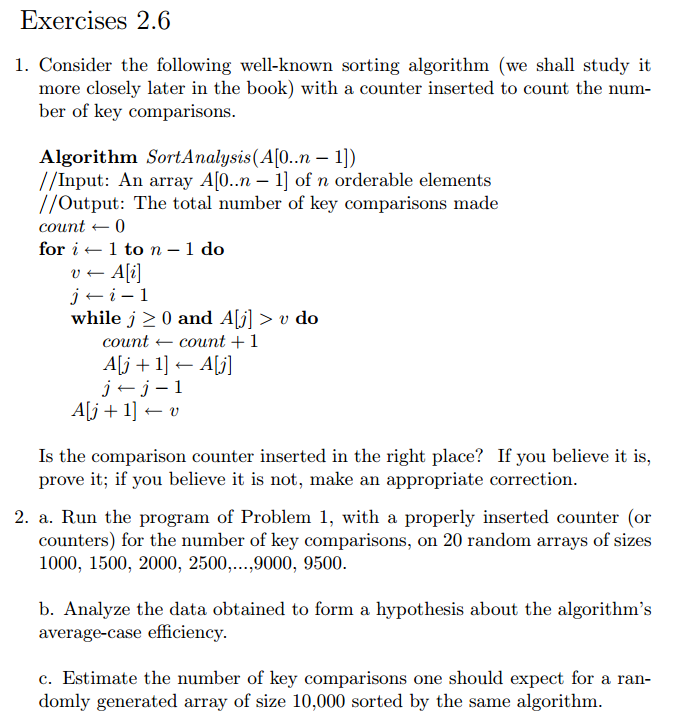 Exercises 2.6
1. Consider the following well-known sorting algorithm (we shall study it
more closely later in the book) with a counter inserted to count the num-
ber of key comparisons.
Algorithm SortAnalysis(A[0..n − 1])
//Input: An array A[0..n − 1] of n orderable elements
//Output: The total number of key comparisons made
count ← 0
for i ← 1 to n − 1 do
v ← A[i]
j ← i − 1
while j ≥ 0 and A[j] > v do
count ← count + 1
A[j + 1] ← A[j]
j ← j − 1
A[j + 1] ← v
Is the comparison counter inserted in the right place? If you believe it is,
prove it; if you believe it is not, make an appropriate correction.
2. a. Run the program of Problem 1, with a properly inserted counter (or
counters) for the number of key comparisons, on 20 random arrays of sizes
1000, 1500, 2000, 2500,...,9000, 9500.
b. Analyze the data obtained to form a hypothesis about the algorithm's
average-case efficiency.
c. Estimate the number of key comparisons one should expect for a ran-
domly generated array of size 10,000 sorted by the same algorithm.